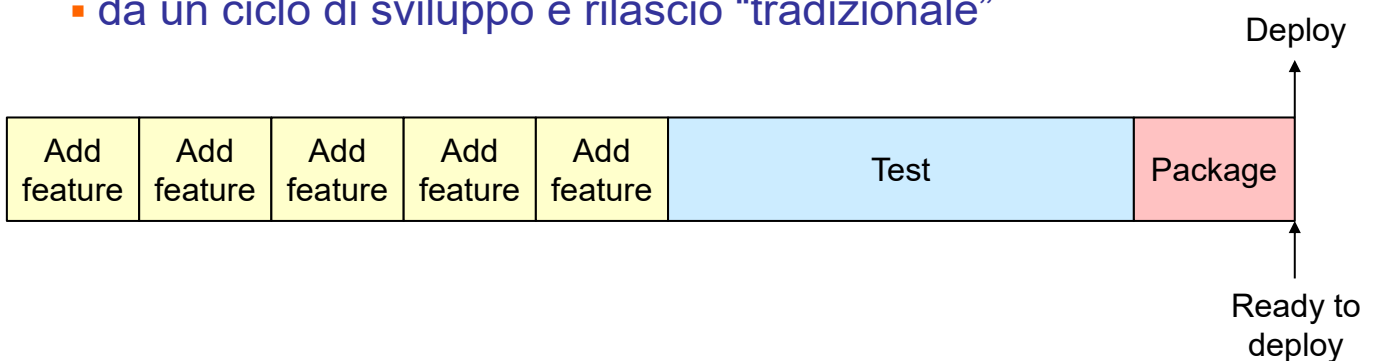 ▪ da un ciclo di sviluppo e rilascio “tradizionale”
Deploy
Add
feature
Add
feature
Add
feature
Add
feature
Add
feature
Test
Package
Ready to
deploy